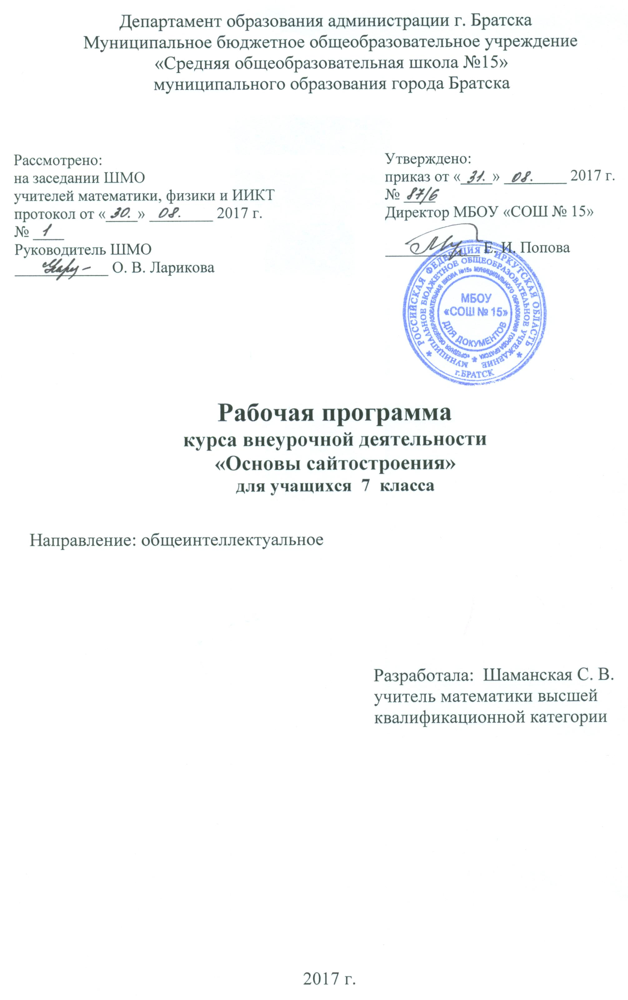 Департамент образования администрации г. Братска
Муниципальное бюджетное общеобразовательное учреждение
«Средняя общеобразовательная школа №15»
муниципального образования города Братска
Рассмотрено:
на заседании ШМО
учителей математики, физики и ИИКТ
протокол от «30.» 08. 2017 г.
№ 1
Руководитель ШМО
О. В. Ларикова
Утверждено:
приказ от «31.» 08. 2017 г.
№ 87/6
Директор МБОУ «СОШ № 15»
Е. И. Попова
РОССИЙСКАЯ ФЕДЕРАЦИЯ * ИРКУТСКАЯ ОБЛАСТЬ
* г.БРАТСК *
МУНИЦИПАЛЬНОЕ БЮДЖЕТНОЕ ОБЩЕОБРАЗОВАТЕЛЬНОЕ УЧРЕЖДЕНИЕ
«СРЕДНЯЯ ОБЩЕОБРАЗОВАТЕЛЬНАЯ ШКОЛА №15» МУНИЦИПАЛЬНОГО ОБРАЗОВАНИЯ ГОРОДА БРАТСКА *
МБОУ
«СОШ № 15»
ДЛЯ ДОКУМЕНТОВ
Рабочая программа
курса внеурочной деятельности
«Основы сайтостроения»
для учащихся 7 класса
Направление: общеинтеллектуальное
Разработала: Шаманская С. В.
учитель математики высшей
квалификационной категории
2017 г.